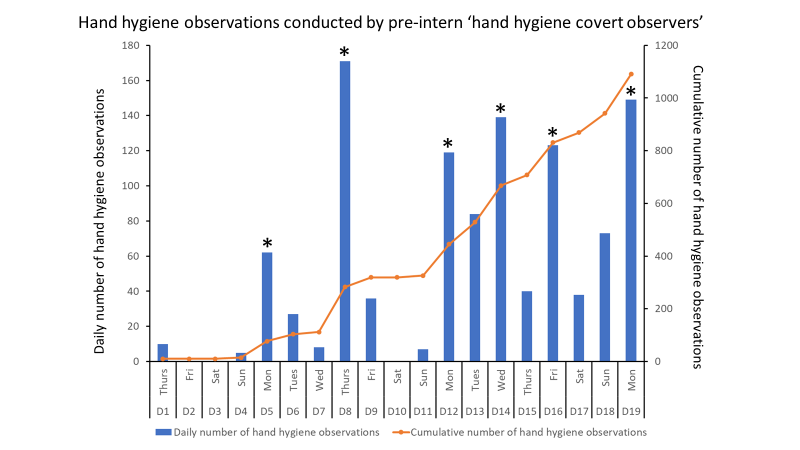 Hand hygiene observations conducted by pre-intern ‘hand hygiene covert observers’
Daily number of hand hygiene observations
180
160
140
120
100
80
60
40
20
0
* * * * * *
1200
1000
800
600
400
200
0
Cumulative number of hand hygiene observations
Thurs Fri Sat Sun Mon Tues Wed Thurs Fri Sat Sun Mon Tues Wed Thurs Fri Sat Sun Mon
D1 D2 D3 D4 D5 D6 D7 D8 D9 D10 D11 D12 D13 D14 D15 D16 D17 D18 D19
Daily number of hand hygiene observations Cumulative number of hand hygiene observations